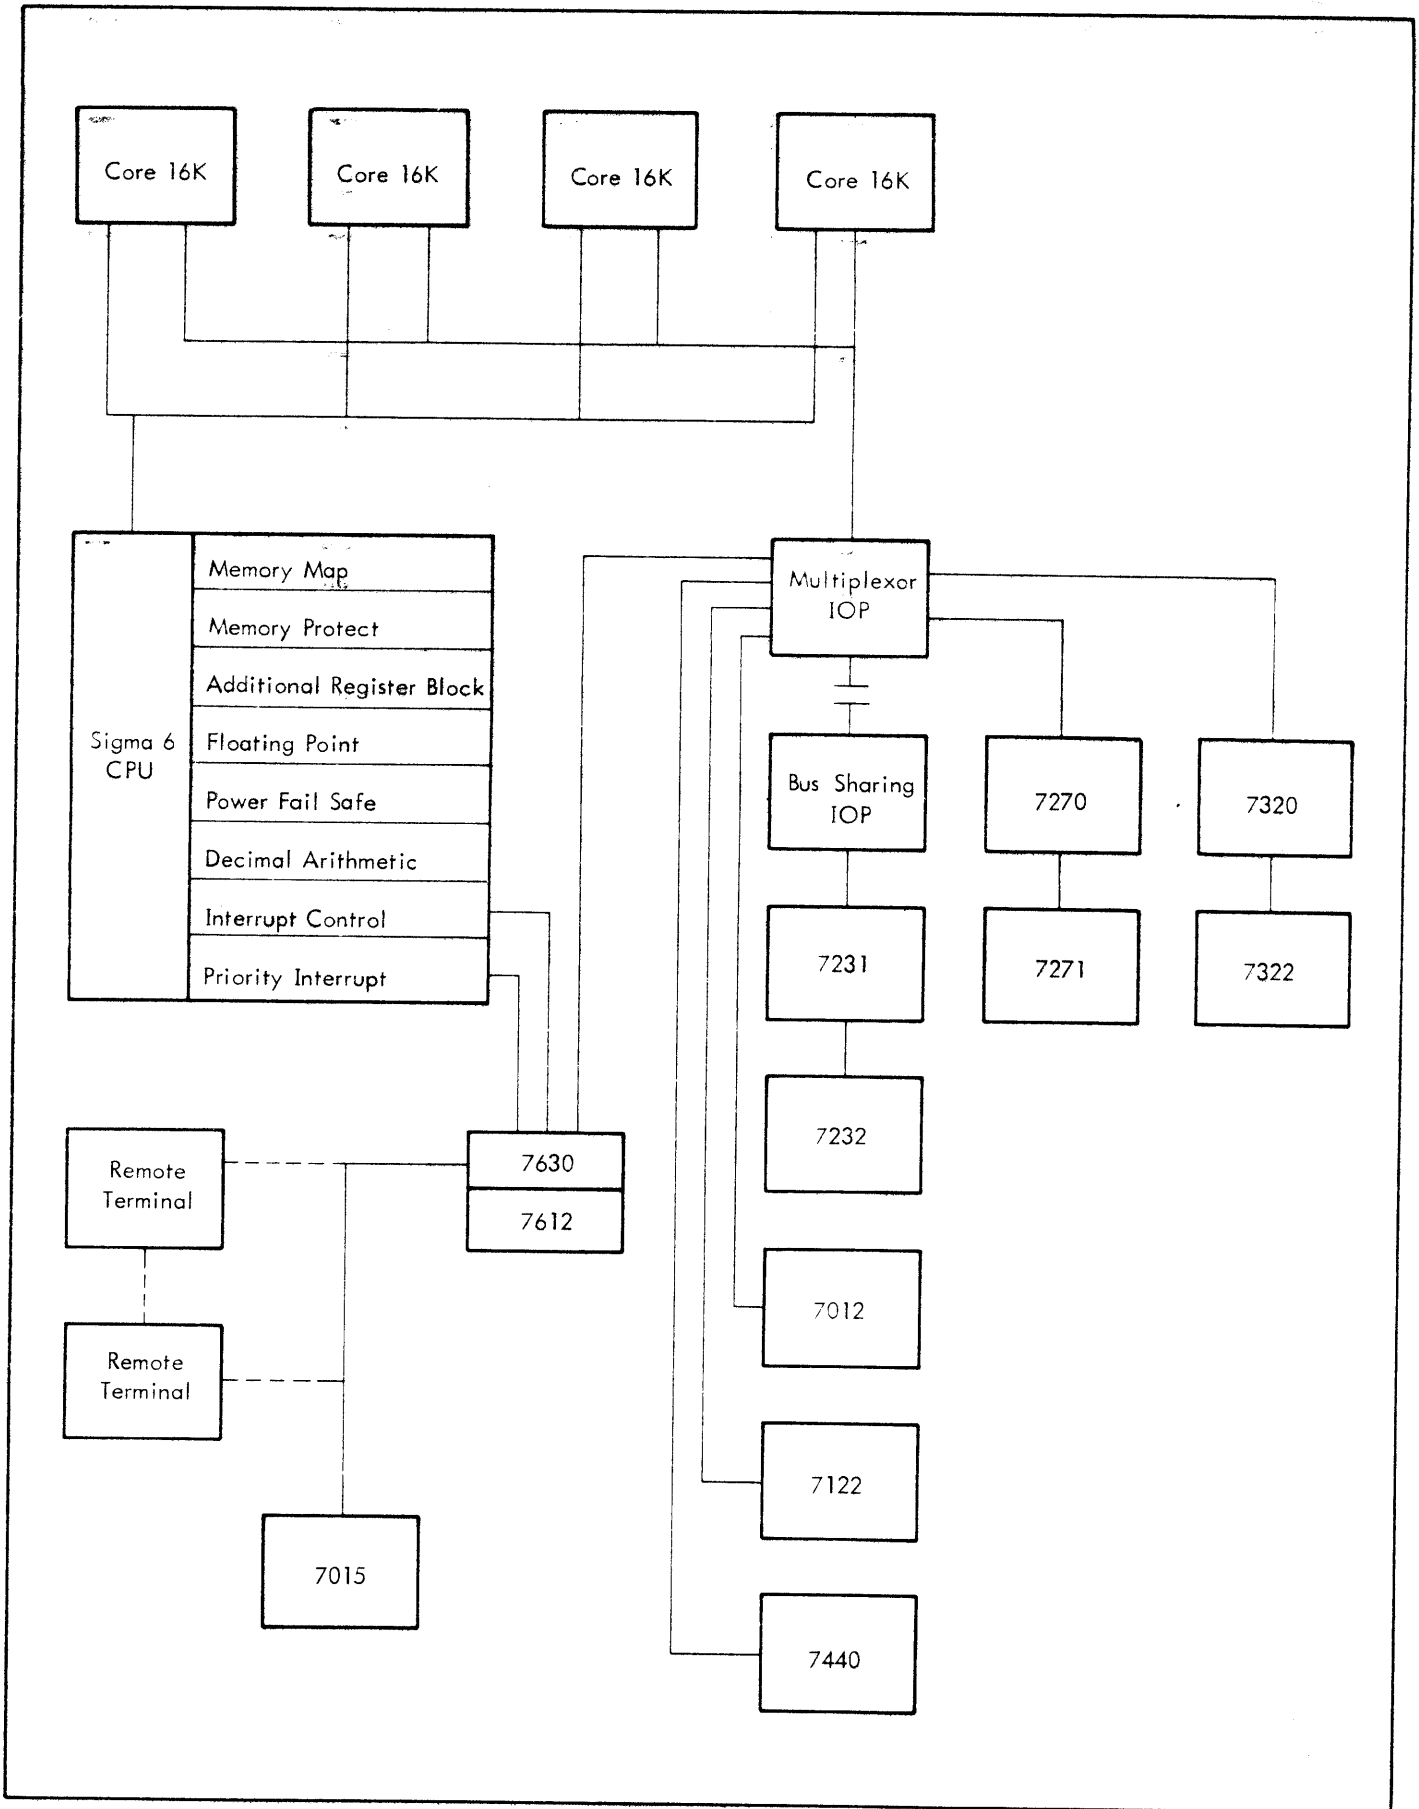 Core 16K
Core 16K
Core 16K
Core 16K
Sigma 6
CPU
Memory Map
Memory Protect
Additional Register Block
Floating Point
Power Fail Safe
Decimal Arithmetic
Interrupt Control
Priority Interrupt
Multiplexor
IOP
Bus Sharing
IOP
7270
7320
7231
7271
7322
7232
7630
7612
Remote
Terminal
Remote
Terminal
7012
7122
7015
7440